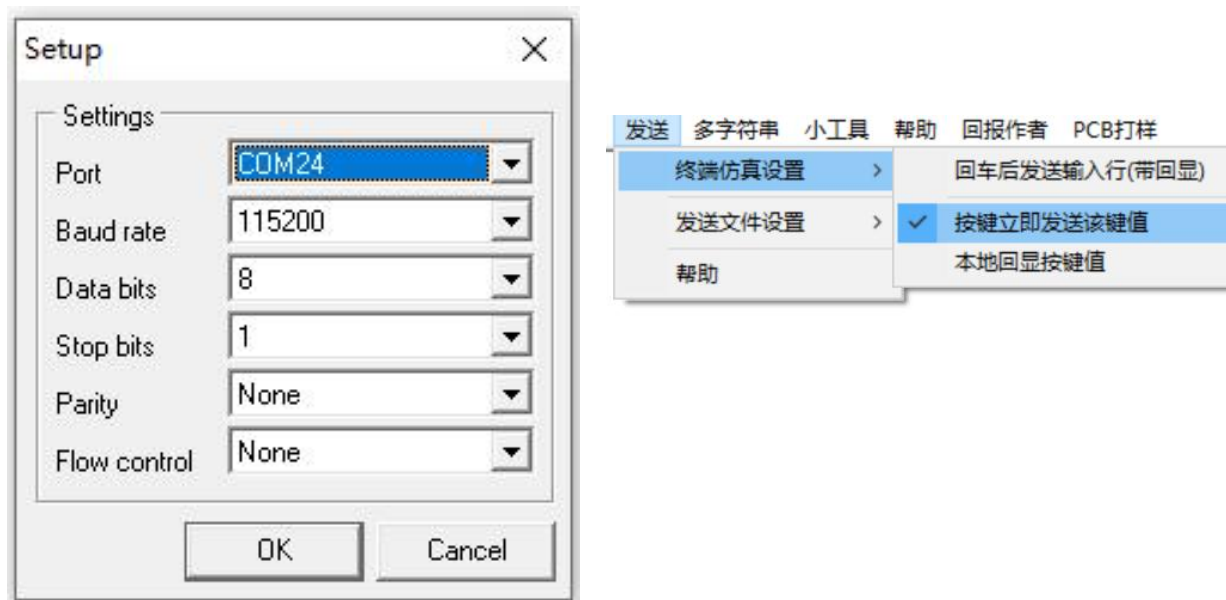 Setup
Settings
Port COM24
Baud rate 115200
Data bits 8
Stop bits 1
Parity None
Flow control None
OK Cancel
发送 多字符串 小工具 帮助 回报作者 PCB打样
终端仿真设置
发送文件设置
帮助
回车后发送输入行(带回显)
按键立即发送该键值
本地回显按键值